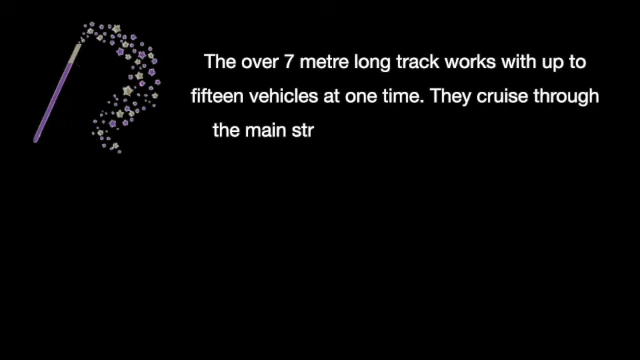 The over 7 metre long track works with up to
fifteen vehicles at one time. They cruise through
the main str